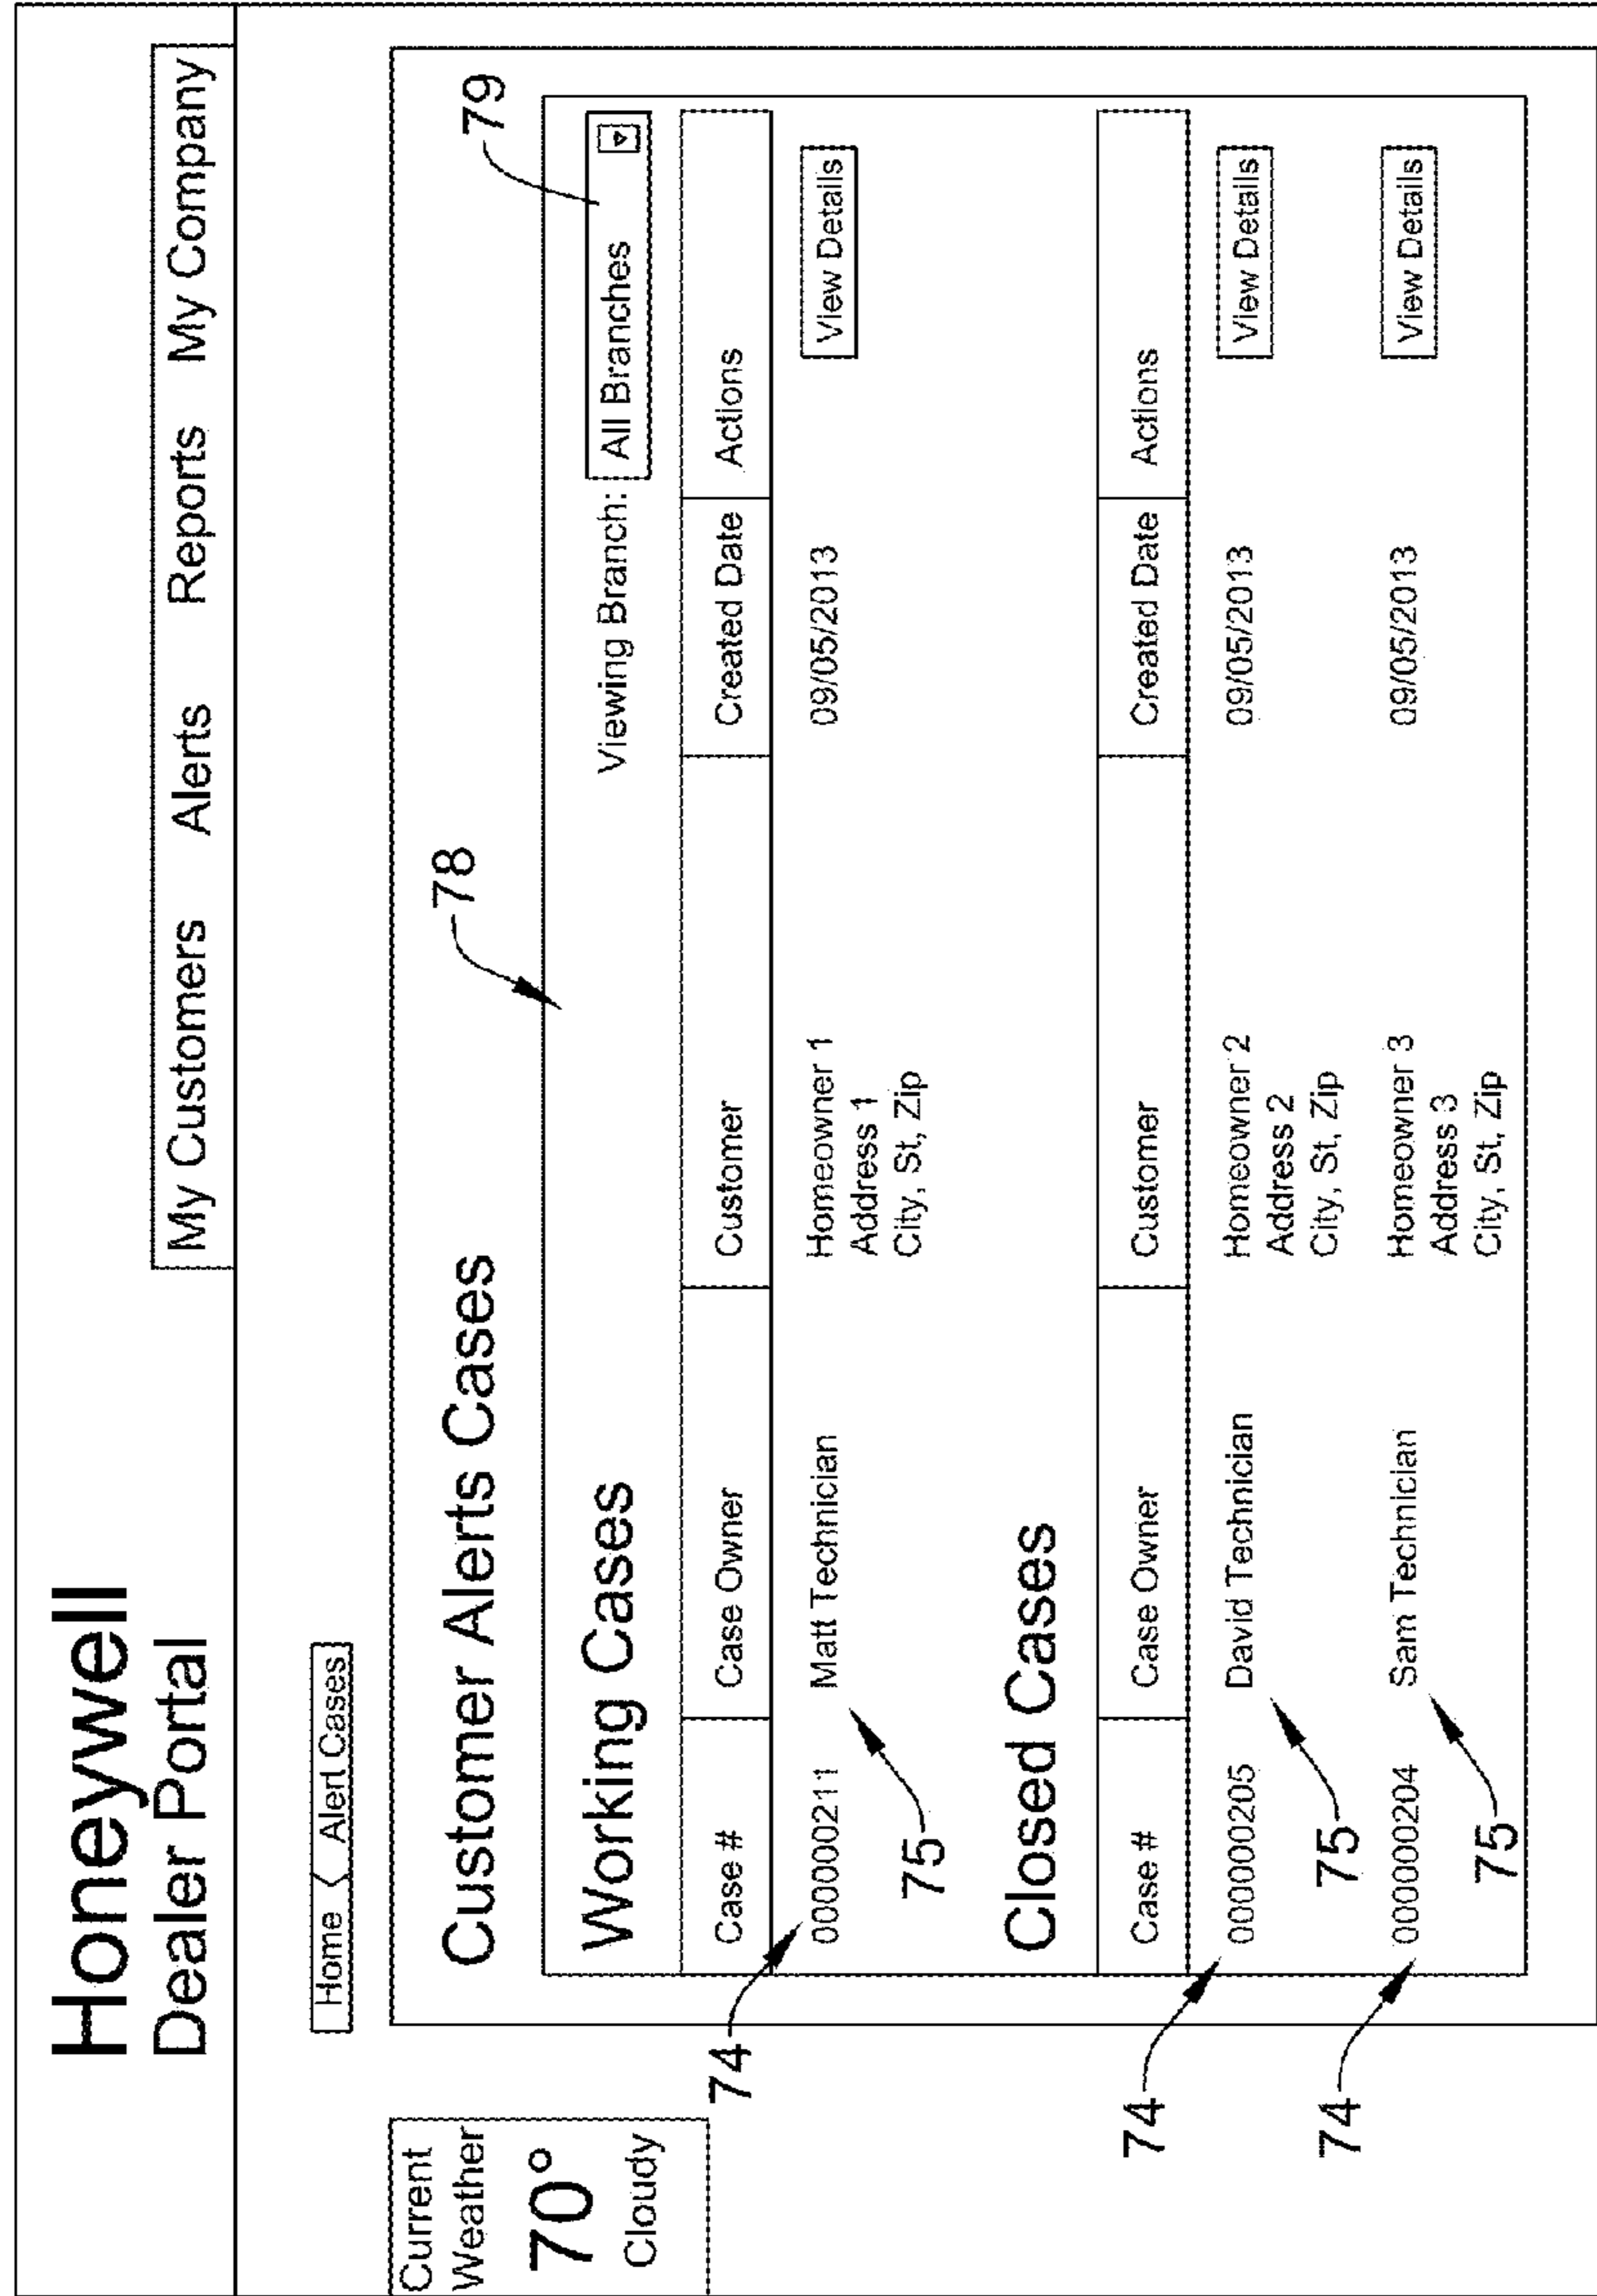 Honeywell
Dealer Portal
My Customers Alerts Reports My Company
Home < Alert Cases
Current
Weather
70°
Cloudy
Customer Alerts Cases
78
79
Working Cases
Viewing Branch: All Branches
Case # Case Owner Customer Created Date Actions
74
000000211 Matt Technician Homeowner 1 09/05/2013 View Details
Address 1
City, St, Zip
75
Closed Cases
Case # Case Owner Customer Created Date Actions
74
000000205 David Technician Homeowner 2 09/05/2013 View Details
Address 2
City, St, Zip
75
74
000000204 Sam Technician Homeowner 3 09/05/2013 View Details
Address 3
City, St, Zip
75